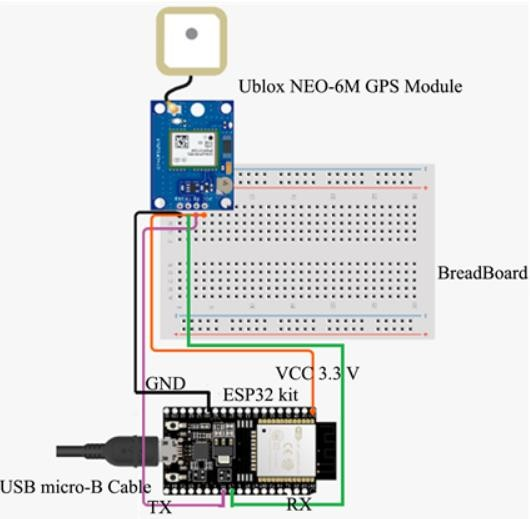 Ublox NEO-6M GPS Module
BreadBoard
VCC 3.3 V
GND
ESP32 kit
USB micro-B Cable
TX
RX